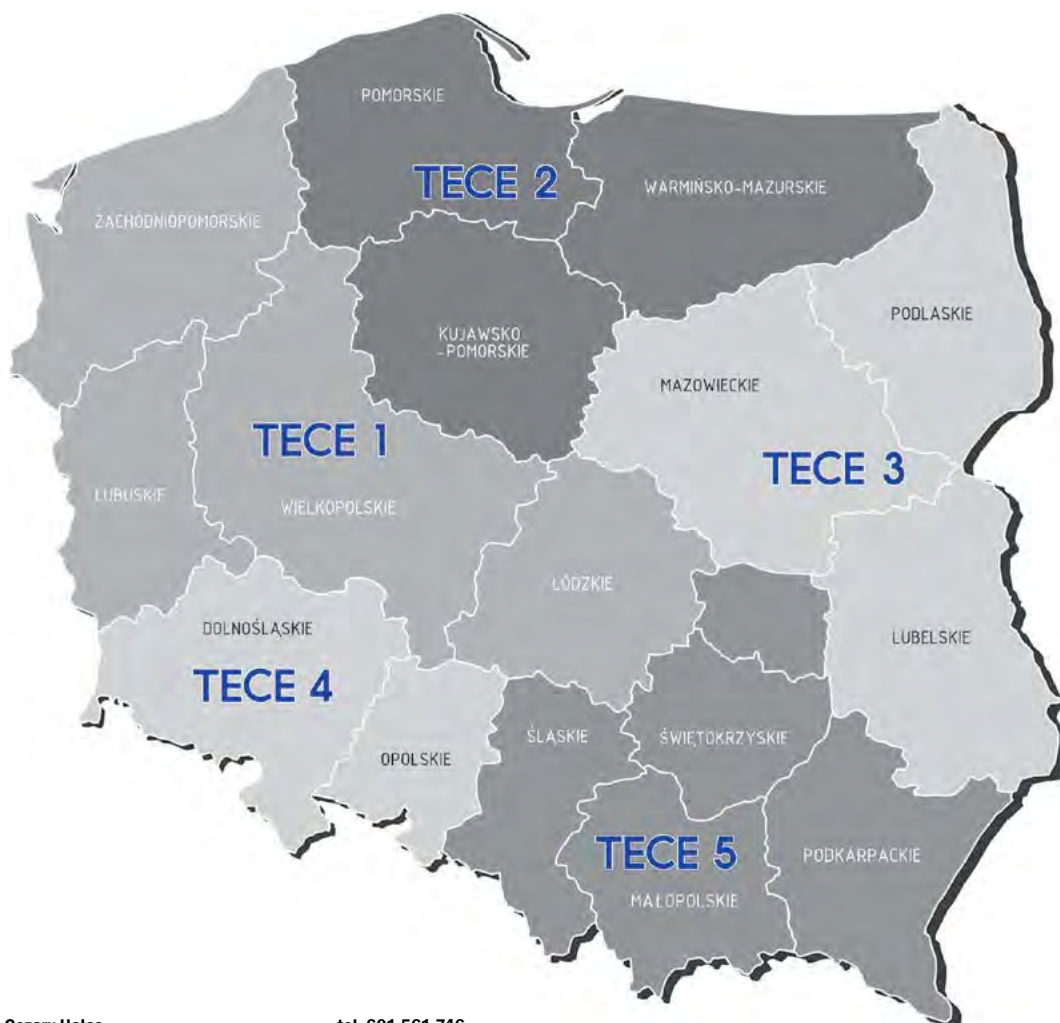 POMORSKIE
TECE 2
WARMIŃSKO-MAZURSKIE
ZACHODNIOPOMORSKIE
PODLASKIE
KUJAWSKO
-POMORSKIE
MAZOWIECKIE
TECE 1
TECE 3
LUBUSKIE
WIELKOPOLSKIE
ŁÓDZKIE
DOLNOŚLĄSKIE
LUBELSKIE
TECE 4
ŚLĄSKIE
ŚWIĘTOKRZYSKIE
OPOLSKIE
TECE 5
PODKARPACKIE
MAŁOPOLSKIE